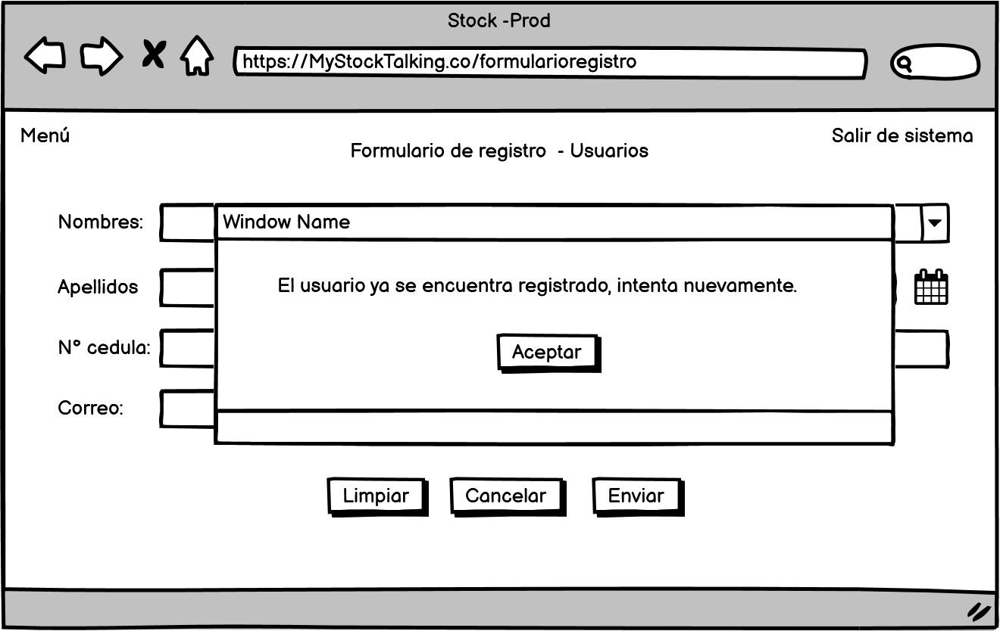 Stock -Prod
https://MyStockTalking.co/formularioregistro
Menú
Salir de sistema
Formulario de registro - Usuarios
Nombres:
Window Name
Apellidos
El usuario ya se encuentra registrado, intenta nuevamente.
N° cedula:
Aceptar
Correo:
Limpiar
Cancelar
Enviar